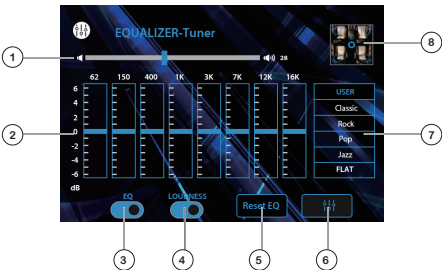 EQUALIZER-Tuner
8
1
28
62 150 400 1K 3K 7K 12K 16K
6
4
2
0
-2
-4
-6
dB
2
USER
Classic
Rock
Pop
Jazz
FLAT
7
EQ
LOUDNESS
Reset EQ
3
4
5
6